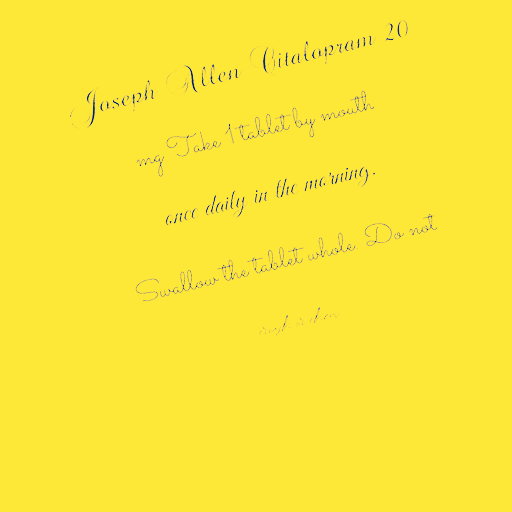 Joseph Allen Citalopram 20
mg Take 1 tablet by mouth
once daily in the morning.
Swallow the tablet whole. Do not